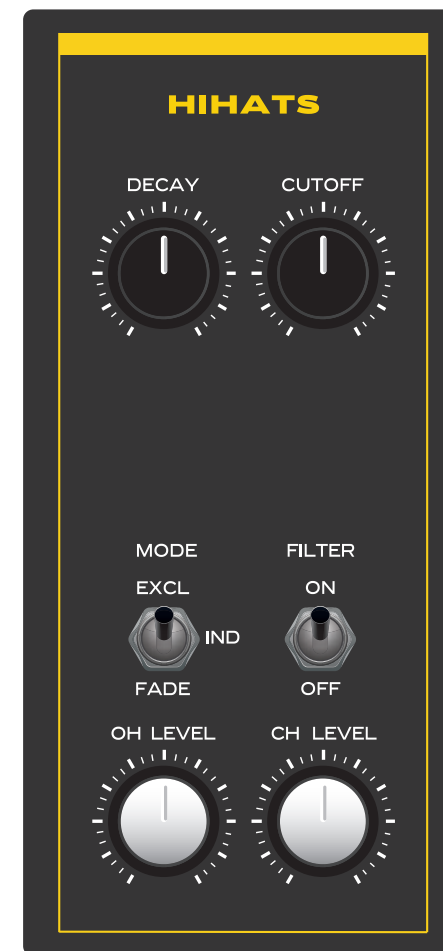 HIHATS
DECAY CUTOFF
MODE FILTER
EXCL ON
IND
FADE OFF
OH LEVEL CH LEVEL